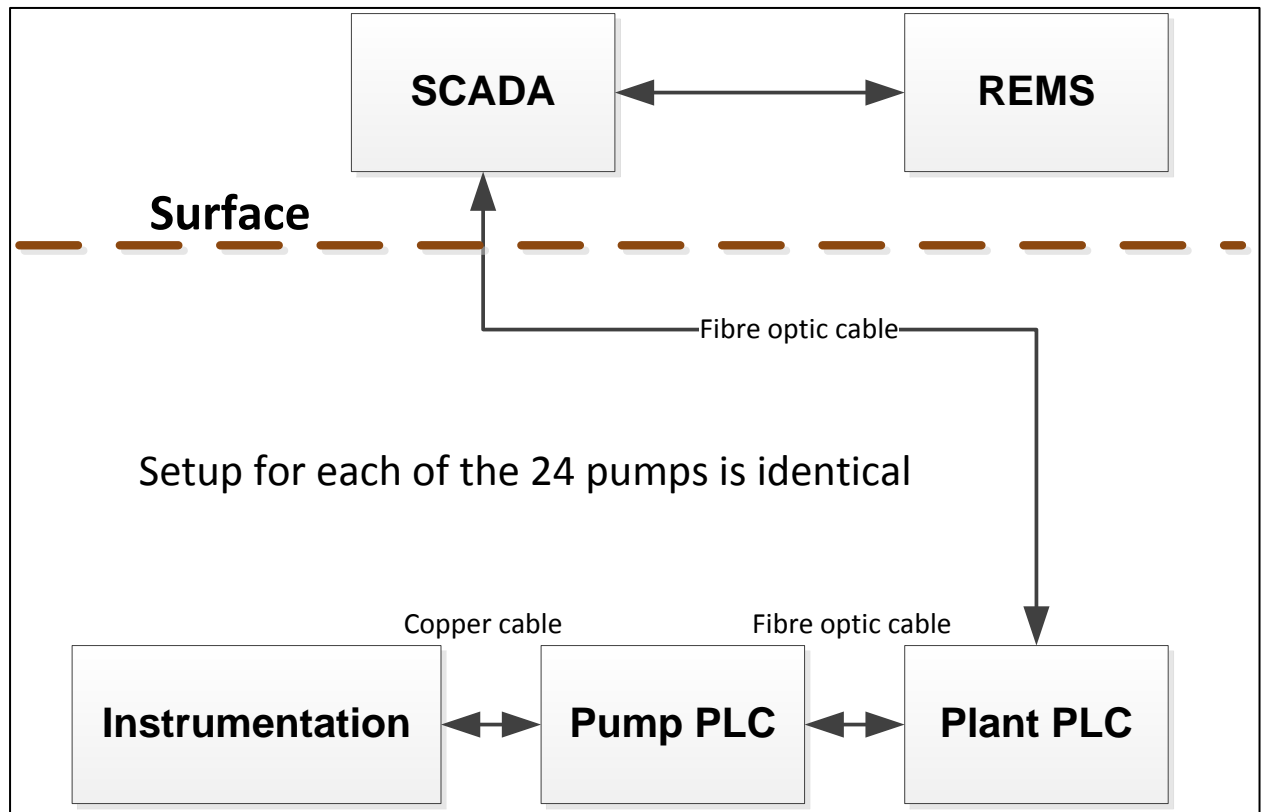 SCADA
REMS
Surface
Fibre optic cable
Setup for each of the 24 pumps is identical
Copper cable
Fibre optic cable
Instrumentation
Pump PLC
Plant PLC